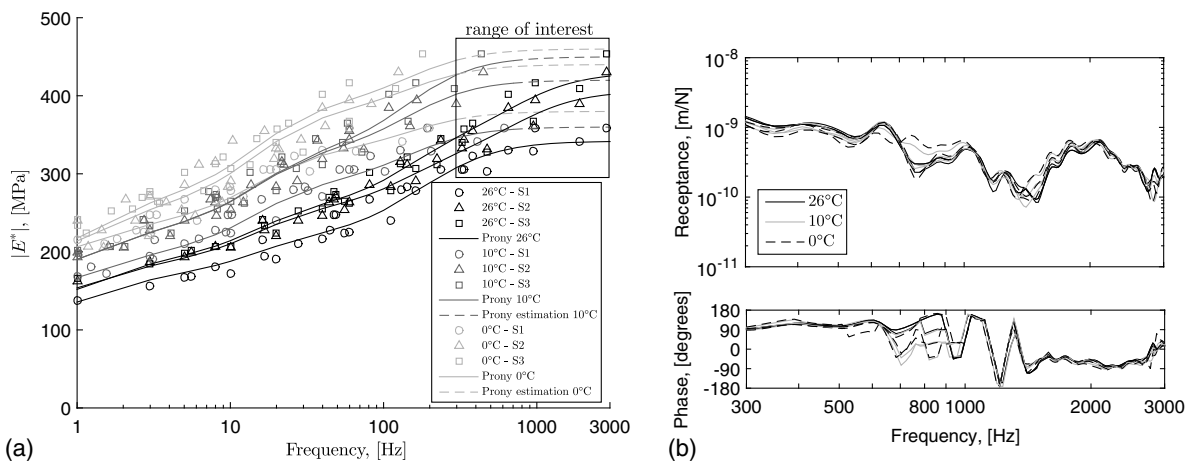 range of interest
500
400
300
200
100
0
|E*|, [MPa]
26°C - S1
26°C - S2
26°C - S3
Prony 26°C
10°C - S1
10°C - S2
10°C - S3
Prony 10°C
Prony estimation 10°C
0°C - S1
0°C - S2
0°C - S3
Prony 0°C
Prony estimation 0°C
1 10 100 1000 3000
Frequency, [Hz]
(a)
10-8
10-9
10-10
10-11
Receptance, [m/N]
26°C
10°C
0°C
180
90
0
-90
-180
Phase, [degrees]
300 500 800 1000 2000 3000
Frequency, [Hz]
(b)